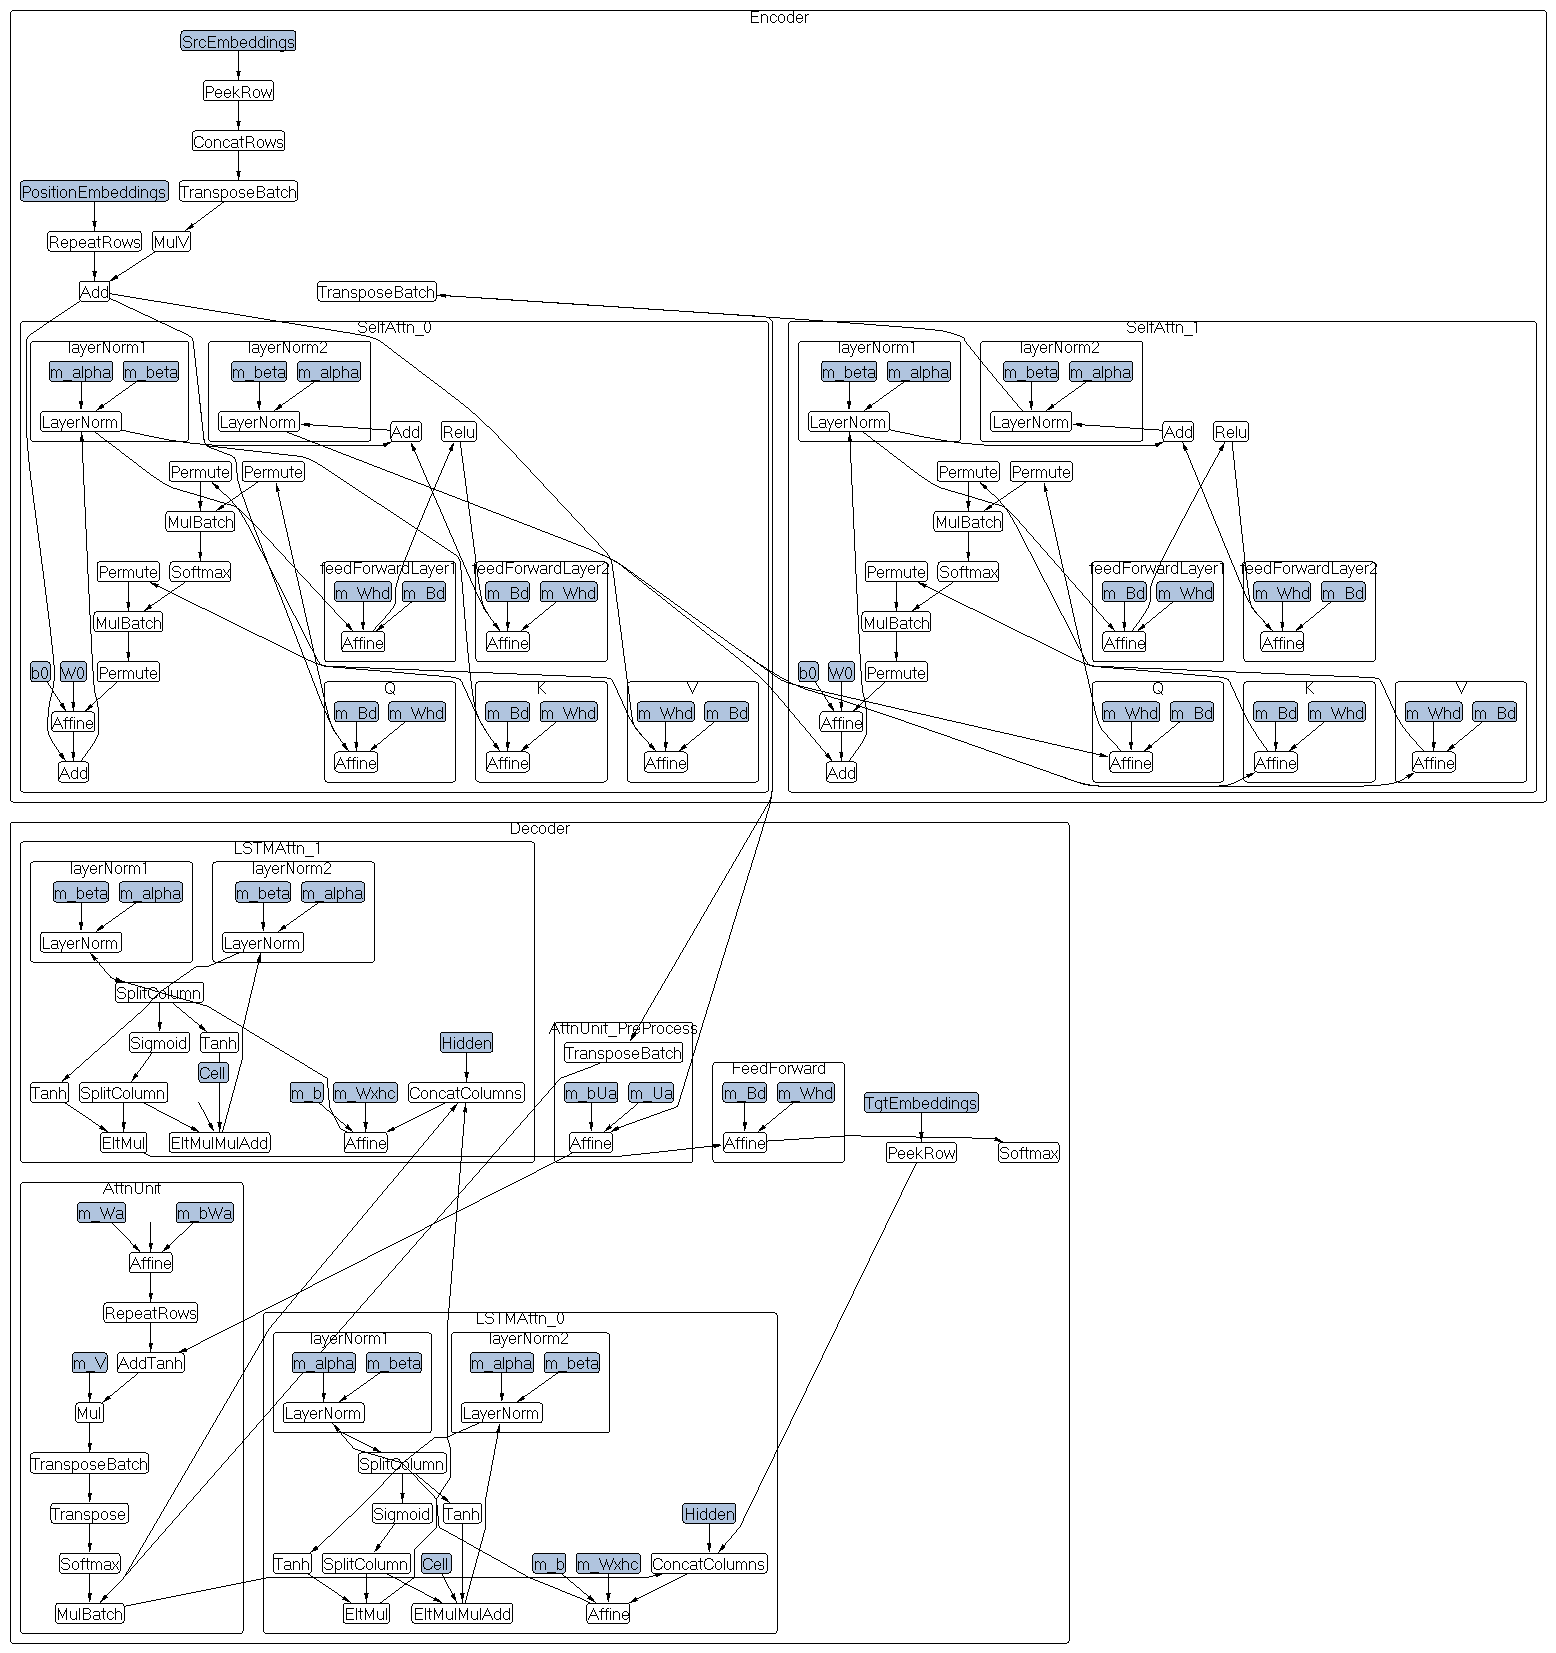 Encoder
SrcEmbeddings
PeekRow
ConcatRows
PositionEmbeddings
TransposeBatch
RepeatRows
MulV
Add
TransposeBatch
SelfAttn_0
layerNorm1
layerNorm2
m_alpha
m_beta
m_beta
m_alpha
LayerNorm
LayerNorm
Add
Relu
Permute
Permute
MulBatch
Permute
Softmax
feedForwardLayer1
feedForwardLayer2
m_Whd
m_Bd
m_Bd
m_Whd
MulBatch
Affine
Affine
b0
W0
Permute
Q
K
V
m_Bd
m_Whd
m_Bd
m_Whd
m_Whd
m_Bd
Affine
Affine
Affine
Affine
Add
SelfAttn_1
layerNorm1
layerNorm2
m_beta
m_alpha
m_beta
m_alpha
LayerNorm
LayerNorm
Add
Relu
Permute
Permute
MulBatch
Permute
Softmax
feedForwardLayer1
feedForwardLayer2
m_Bd
m_Whd
m_Whd
m_Bd
MulBatch
Affine
Affine
b0
W0
Permute
Q
K
V
m_Whd
m_Bd
m_Bd
m_Whd
m_Whd
m_Bd
Affine
Affine
Affine
Affine
Add
Decoder
LSTMAttn_1
layerNorm1
layerNorm2
m_beta
m_alpha
m_beta
m_alpha
LayerNorm
LayerNorm
SplitColumn
Sigmoid
Tanh
Hidden
Cell
Tanh
SplitColumn
m_b
m_Wxhc
ConcatColumns
EltMul
EltMulMulAdd
Affine
AttnUnit_PreProcess
TransposeBatch
m_bUa
m_Ua
Affine
FeedForward
m_Bd
m_Whd
Affine
TgtEmbeddings
PeekRow
Softmax
AttnUnit
m_Wa
m_bWa
Affine
RepeatRows
m_V
AddTanh
Mul
TransposeBatch
Transpose
Softmax
MulBatch
LSTMAttn_0
layerNorm1
layerNorm2
m_alpha
m_beta
m_alpha
m_beta
LayerNorm
LayerNorm
SplitColumn
Sigmoid
Tanh
Hidden
Tanh
SplitColumn
Cell
m_b
m_Wxhc
ConcatColumns
EltMul
EltMulMulAdd
Affine